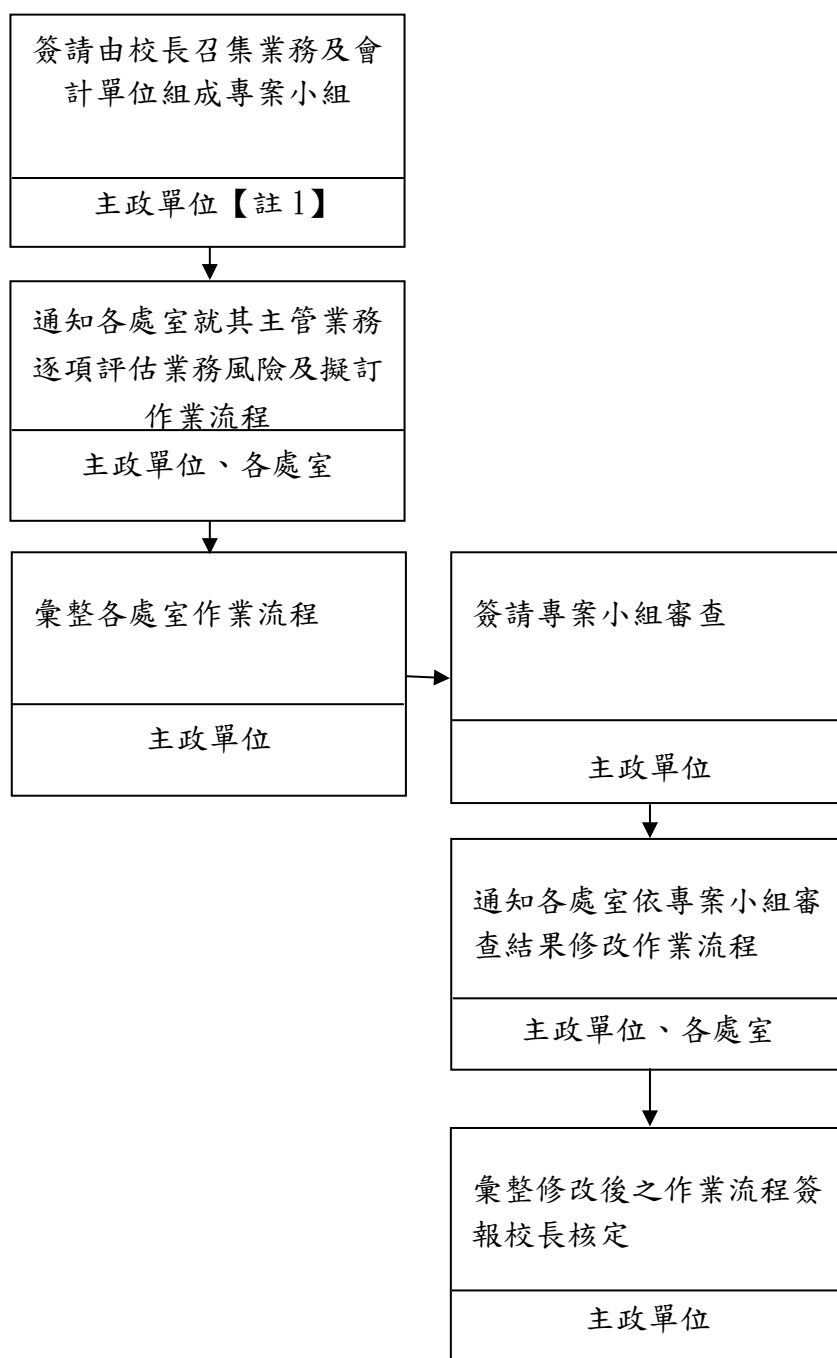 簽請由校長召集業務及會
計單位組成專案小組
主政單位【註1】
通知各處室就其主管業務
逐項評估業務風險及擬訂
作業流程
主政單位、各處室
彙整各處室作業流程
主政單位
簽請專案小組審查
主政單位
通知各處室依專案小組審
查結果修改作業流程
主政單位、各處室
彙整修改後之作業流程簽
報校長核定
主政單位